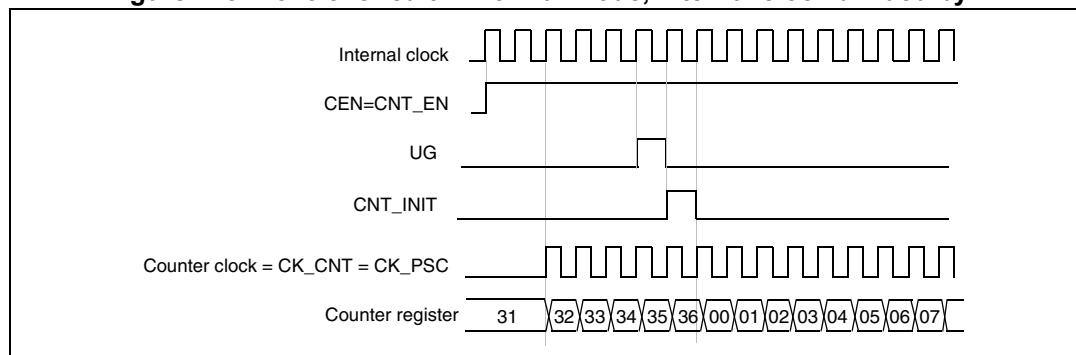 Internal clock
CEN=CNT_EN
UG
CNT_INIT
Counter clock = CK_CNT = CK_PSC
Counter register 31 32 33 34 35 36 00 01 02 03 04 05 06 07